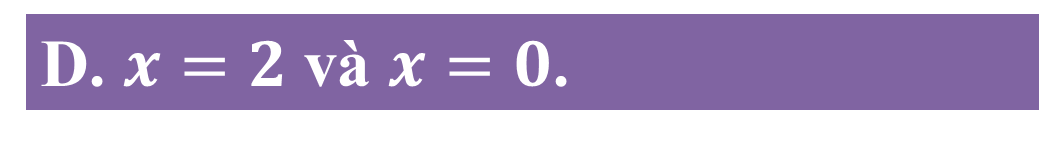 D. x = 2 và x = 0.